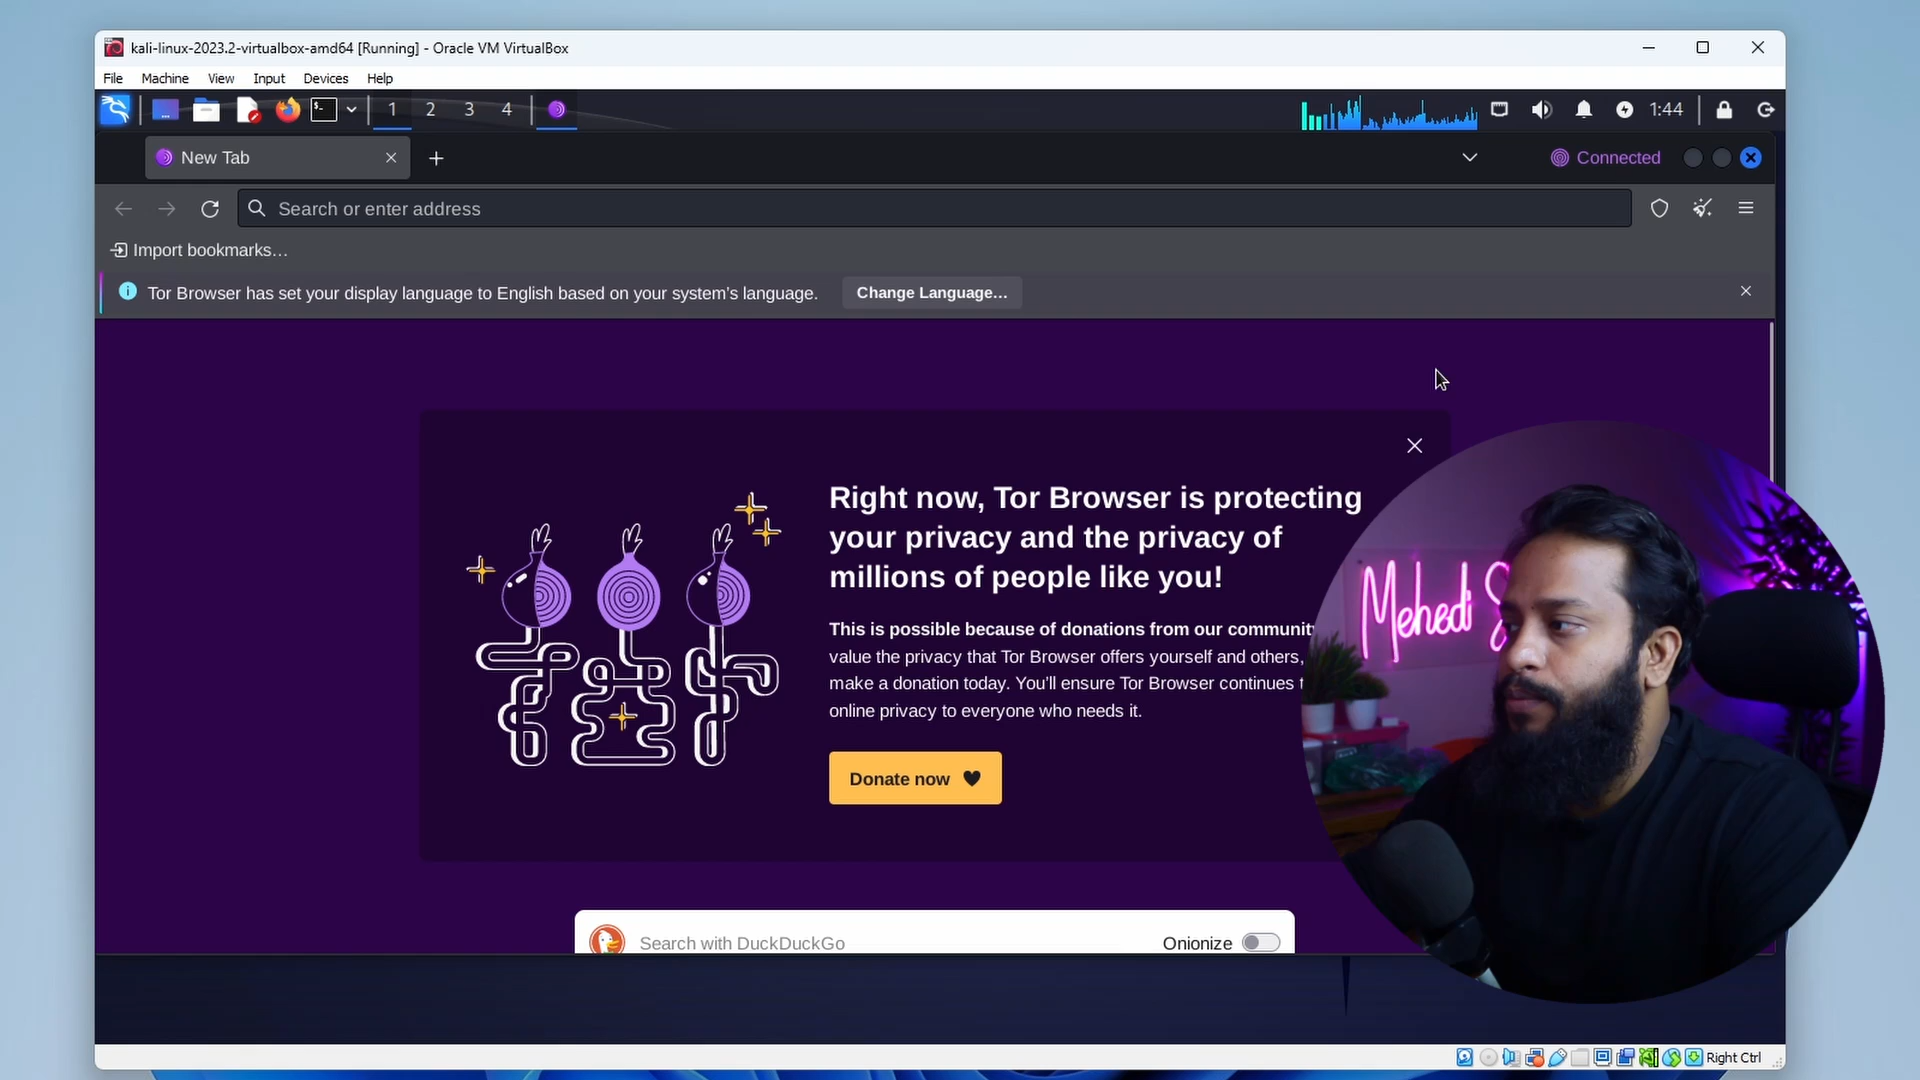 kali-linux-2023.2-virtualbox-amd64 [Running] - Oracle VM VirtualBox
File Machine View Input Devices Help
1 2 3 4 1:44
New Tab
Connected
Search or enter address
Import bookmarks…
Tor Browser has set your display language to English based on your system’s language. Change Language…
Right now, Tor Browser is protecting
your privacy and the privacy of
millions of people like you!
This is possible because of donations from our
value the privacy that Tor Browser offers yourself and others,
make a donation today. You’ll ensure Tor Browser continues
online privacy to everyone who needs it.
Donate now
Mehedi
Search with DuckDuckGo Onionize
Right Ctrl